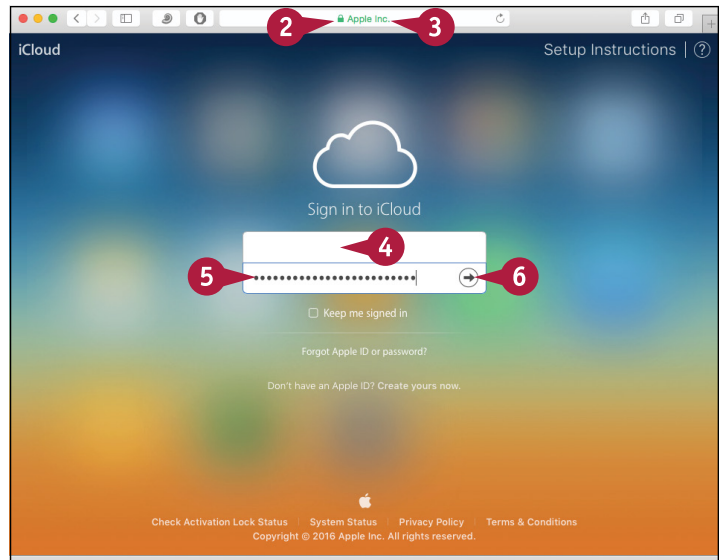 2
Apple Inc.
3
iCloud
Setup Instructions
?
Sign in to iCloud
4
5
6
Keep me signed in
Forgot Apple ID or password?
Don't have an Apple ID? Create yours now.
Check Activation Lock Status
System Status
Privacy Policy
Terms & Conditions
Copyright © 2016 Apple Inc. All rights reserved.